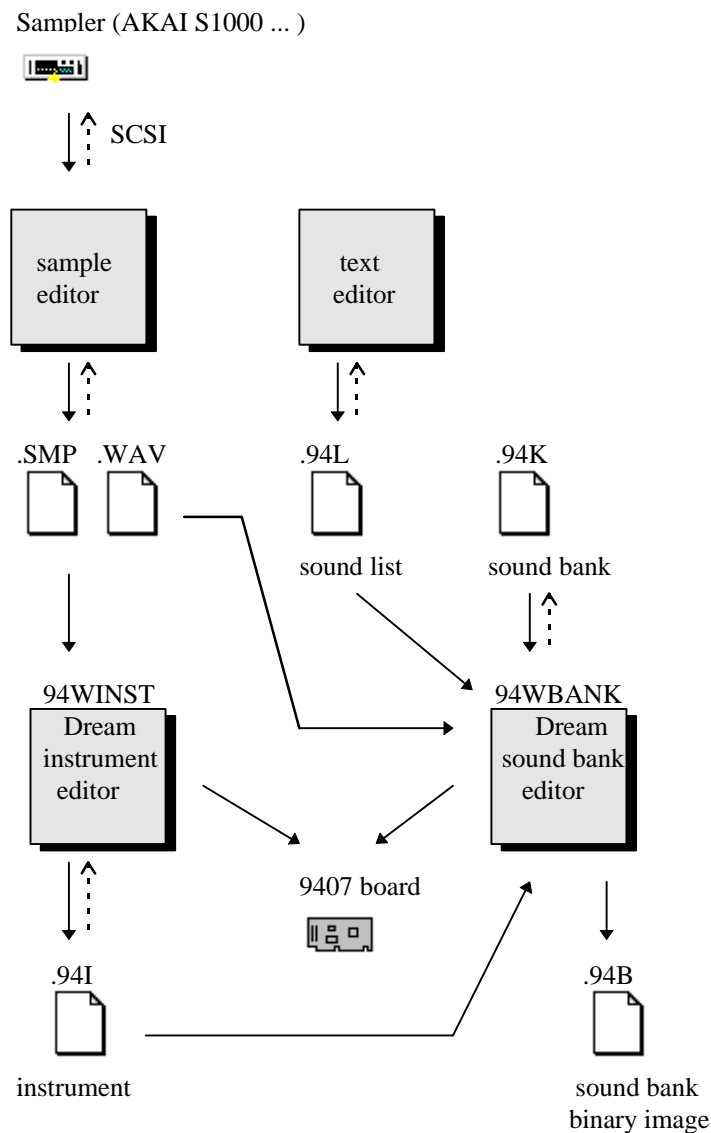 Sampler (AKAI S1000 ... )
SCSI
sample
editor
text
editor
.SMP .WAV
.94L
.94K
sound list
sound bank
94WINST
Dream
instrument
editor
94WBANK
Dream
sound bank
editor
9407 board
.94I
.94B
instrument
sound bank
binary image